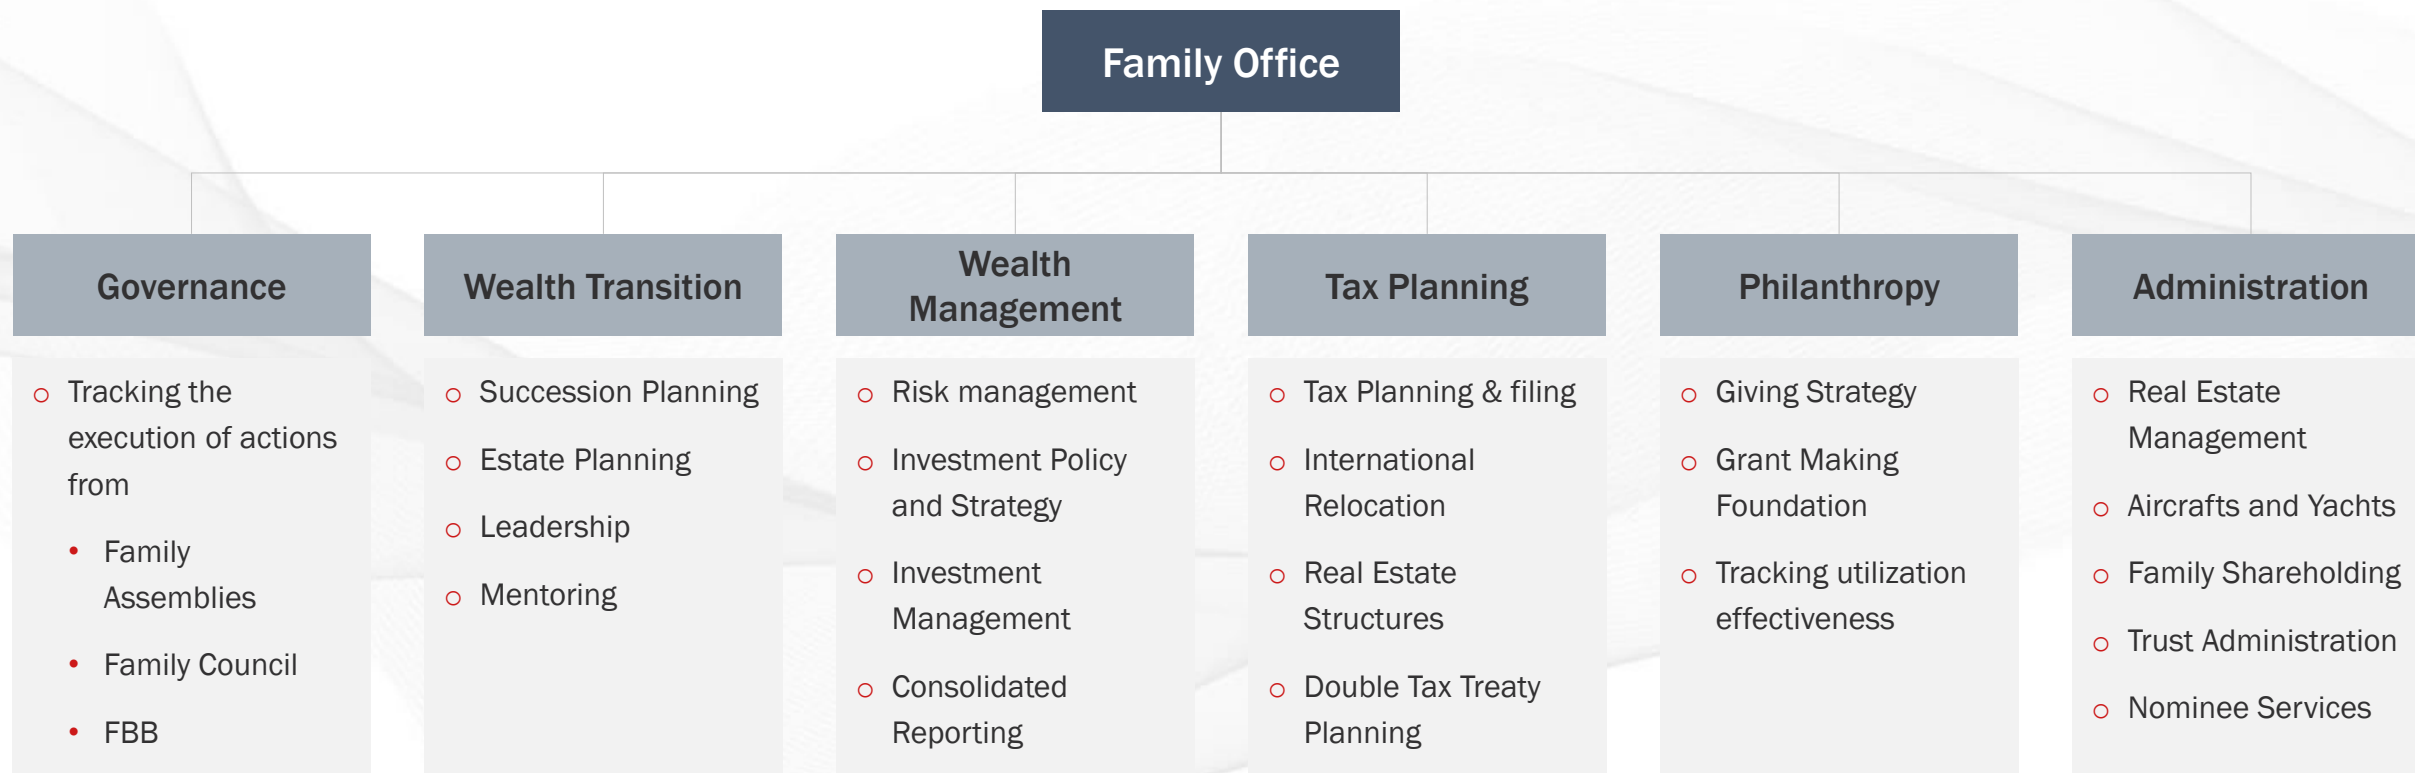 Family Office
Governance
Tracking the
execution of actions
from
Family
Assemblies
Family Council
FBB
Wealth Transition
Succession Planning
Estate Planning
Leadership
Mentoring
Wealth
Management
Risk management
Investment Policy
and Strategy
Investment
Management
Consolidated
Reporting
Tax Planning
Tax Planning & filing
International
Relocation
Real Estate
Structures
Double Tax Treaty
Planning
Philanthropy
Giving Strategy
Grant Making
Foundation
Tracking utilization
effectiveness
Administration
Real Estate
Management
Aircrafts and Yachts
Family Shareholding
Trust Administration
Nominee Services